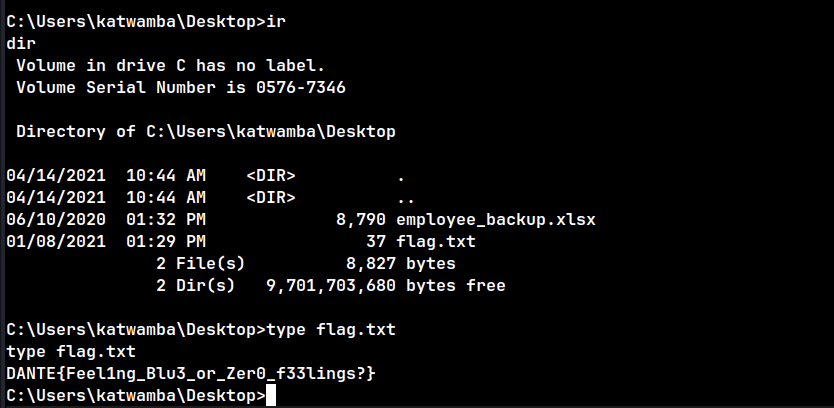 C:\Users\katwamba\Desktop>ir
dir
 Volume in drive C has no label.
 Volume Serial Number is 0576-7346

 Directory of C:\Users\katwamba\Desktop

04/14/2021  10:44 AM    <DIR>          .
04/14/2021  10:44 AM    <DIR>          ..
06/10/2020  01:32 PM             8,790 employee_backup.xlsx
01/08/2021  01:29 PM                37 flag.txt
               2 File(s)          8,827 bytes
               2 Dir(s)   9,701,703,680 bytes free

C:\Users\katwamba\Desktop>type flag.txt
type flag.txt
DANTE{Feel1ng_Blu3_or_Zer0_f33lings?}
C:\Users\katwamba\Desktop>